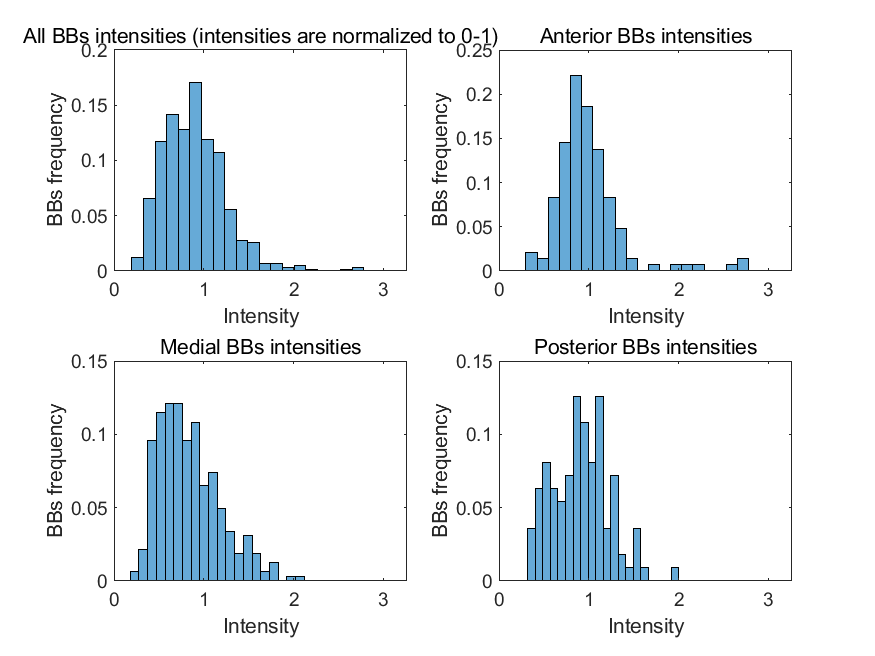 All BBs intensities (intensities are normalized to 0-1)
0.2
0.15
0.1
0.05
0
BBs frequency
0 1 2 3
Intensity
Anterior BBs intensities
0.25
0.2
0.15
0.1
0.05
0
BBs frequency
0 1 2 3
Intensity
Medial BBs intensities
0.15
0.1
0.05
0
BBs frequency
0 1 2 3
Intensity
Posterior BBs intensities
0.15
0.1
0.05
0
BBs frequency
0 1 2 3
Intensity